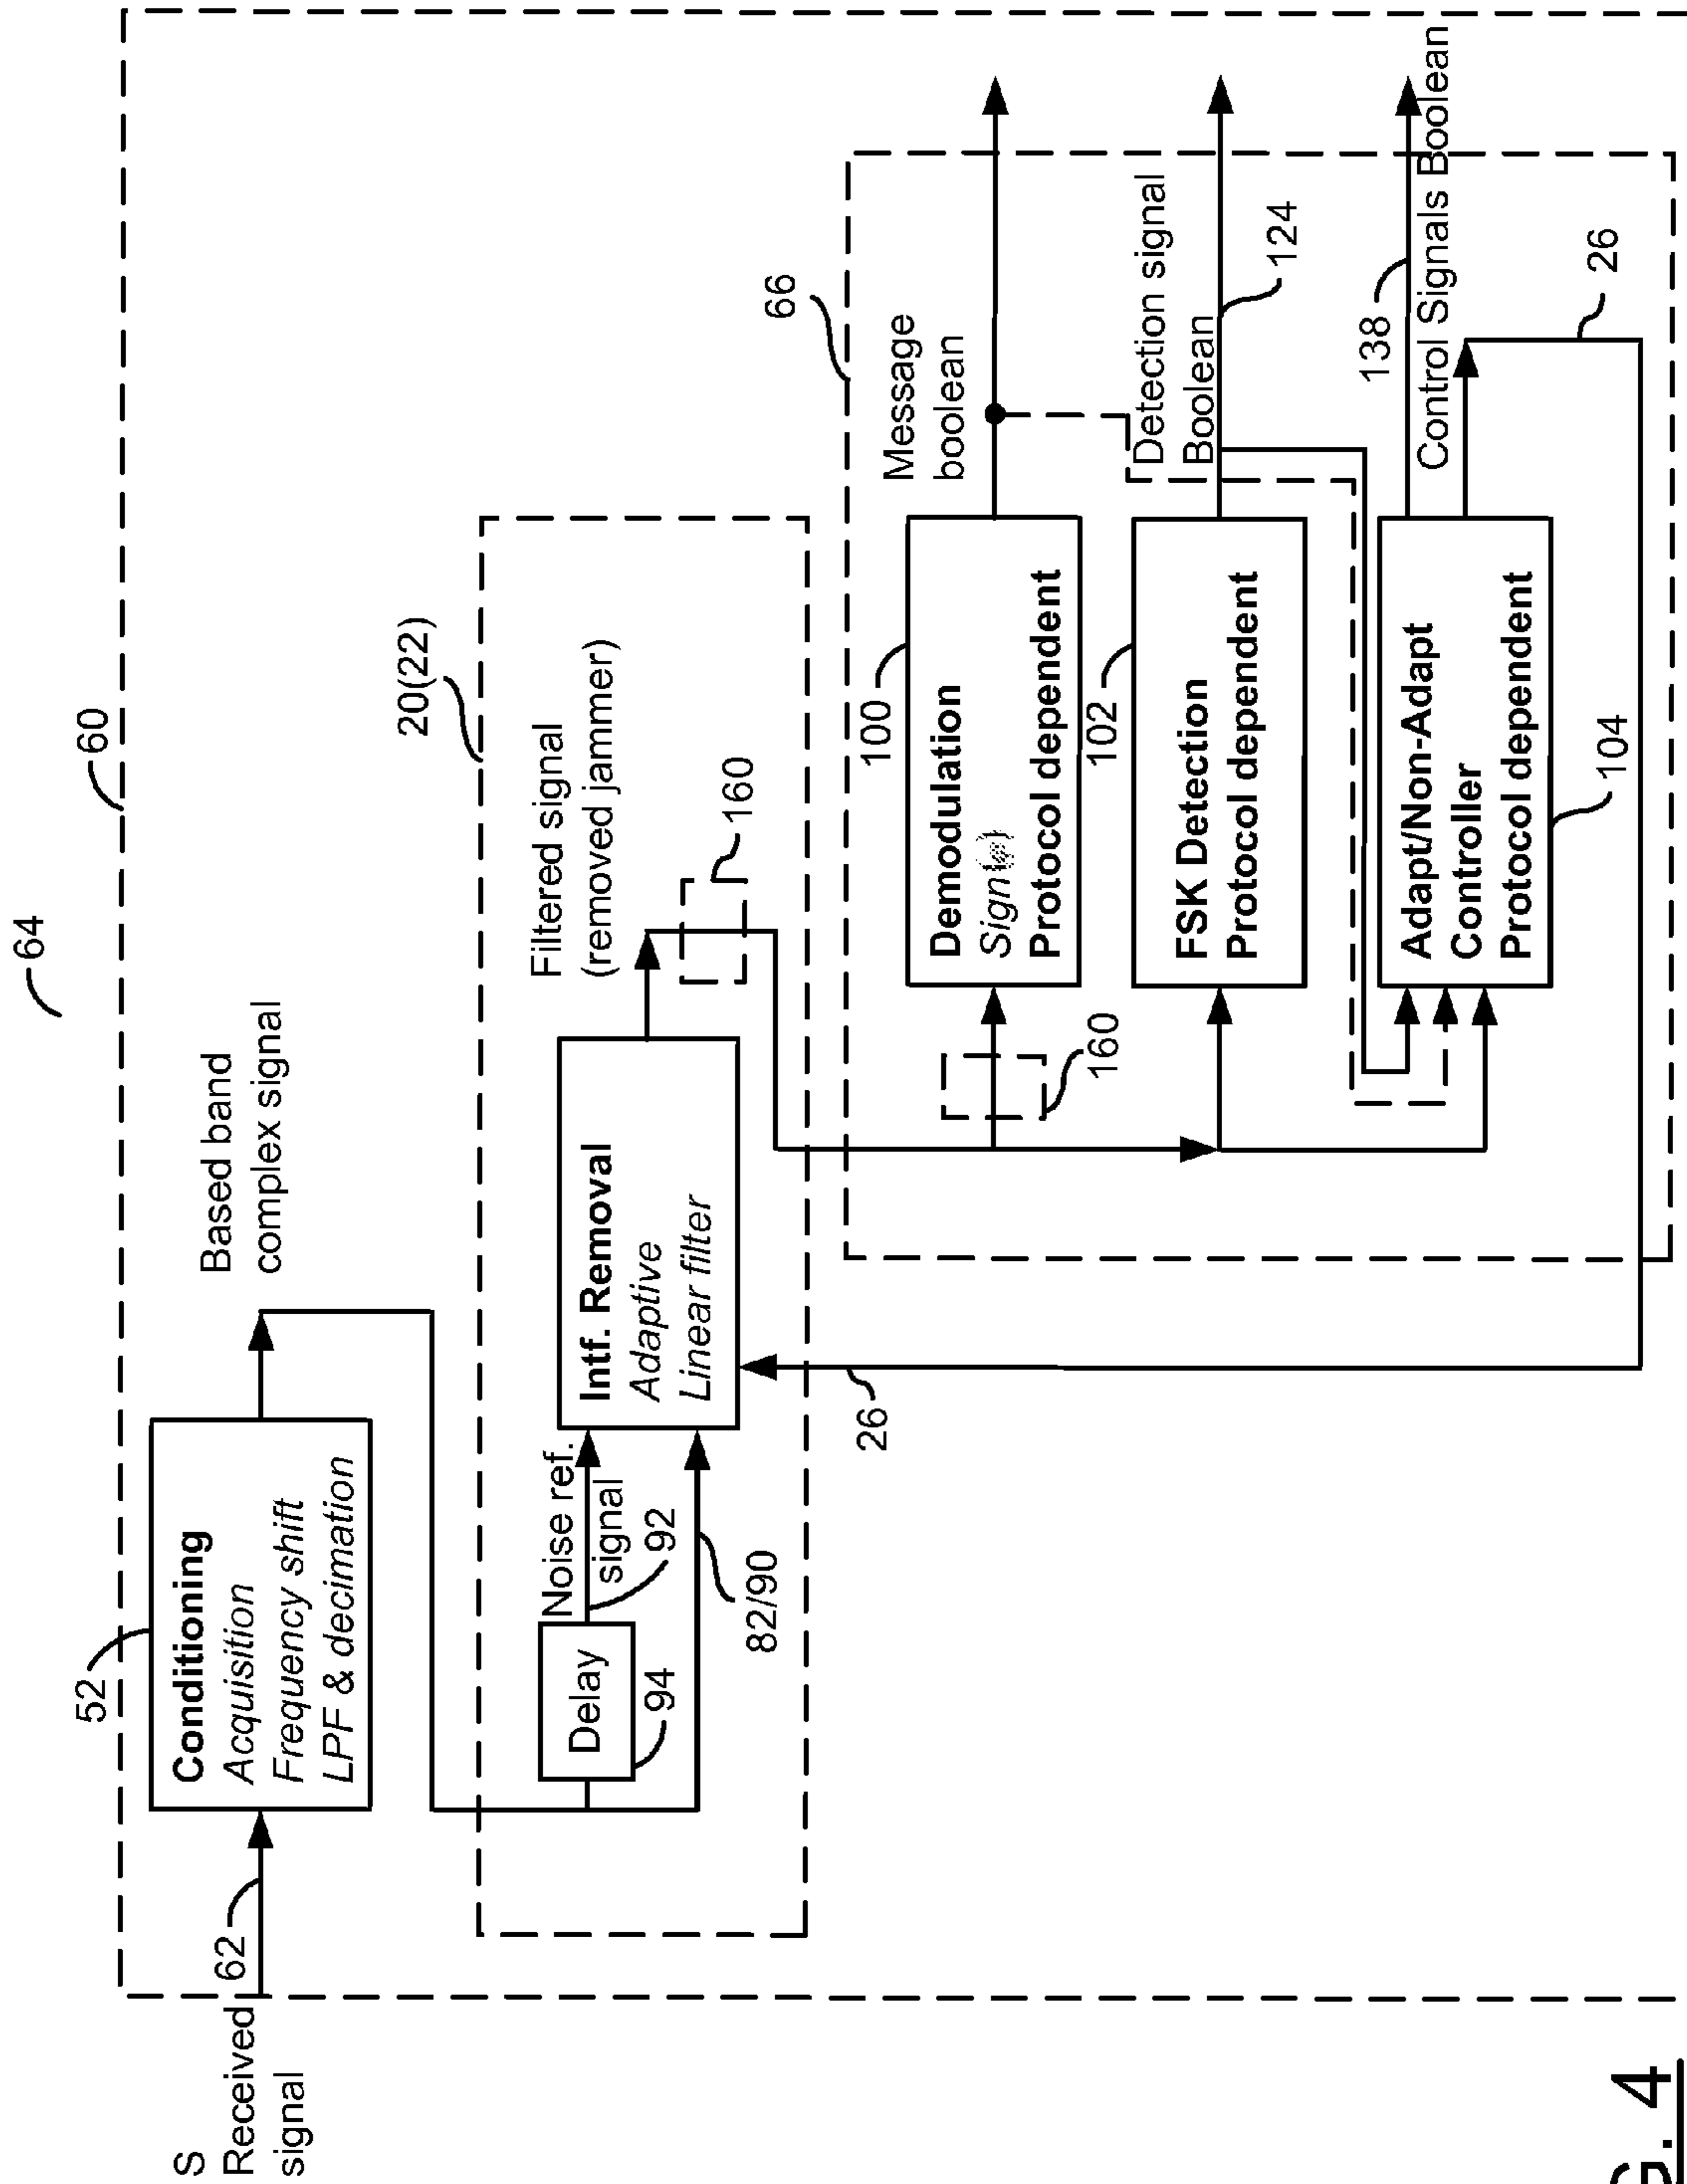 64
60
S
Received
signal
62
52
Conditioning
Acquisition
Frequency shift
LPF & decimation
Based band
complex signal
20(22)
Delay
94
Noise ref.
signal
92
82/90
Intf. Removal
Adaptive
Linear filter
Filtered signal
(removed jammer)
160
26
66
160
100
Demodulation
Sign
Protocol dependent
Message
boolean
102
FSK Detection
Protocol dependent
Detection signal
Boolean
124
Adapt/Non-Adapt
Controller
Protocol dependent
104
138
Control Signals Boolean
26
G. 4